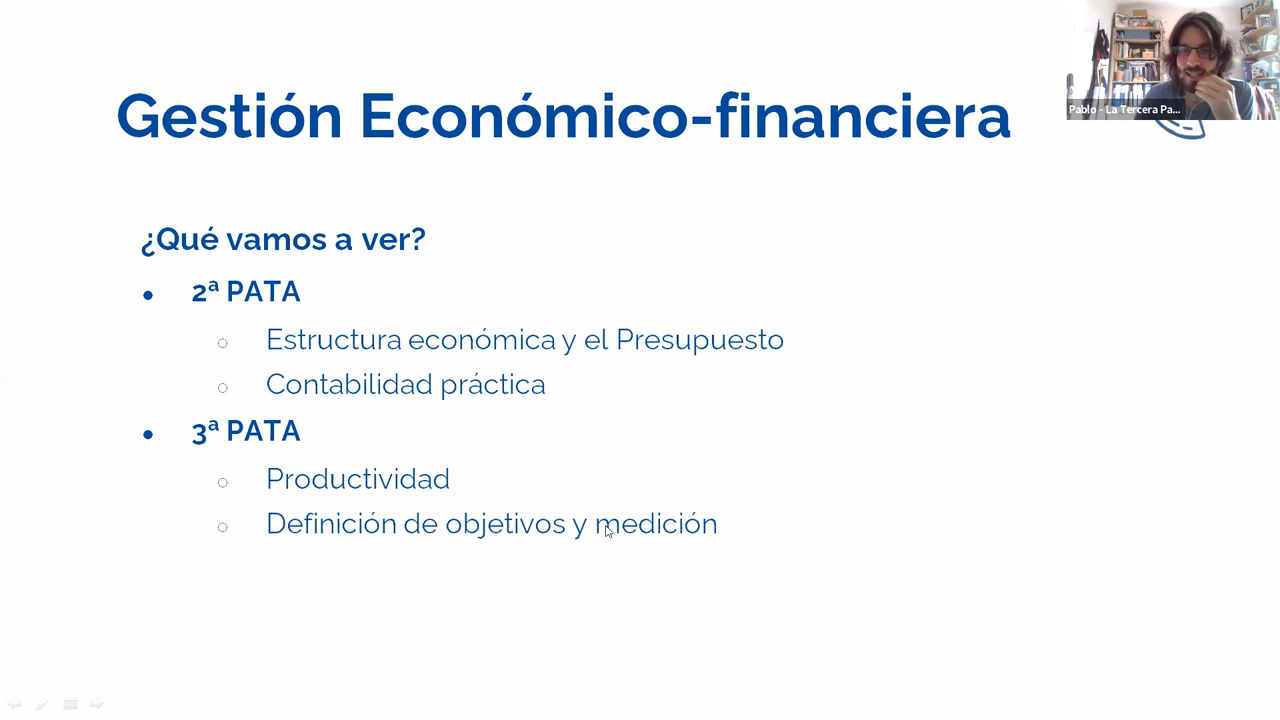 Gestión Económico-financiera
Pablo - La Tercera Pa...
¿Qué vamos a ver?
● 2ª PATA
○ Estructura económica y el Presupuesto
○ Contabilidad práctica
● 3ª PATA
○ Productividad
○ Definición de objetivos y medición